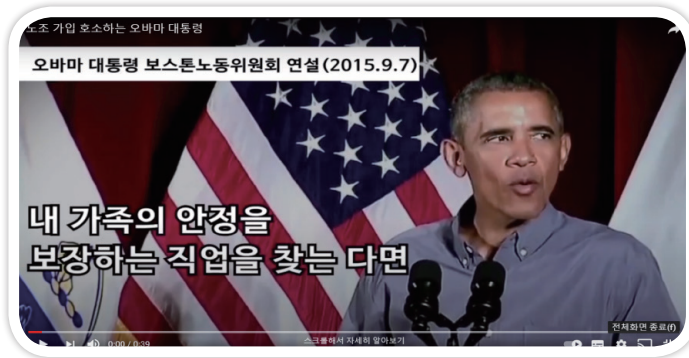 노조 가입 호소하는 오바마 대통령
오바마 대통령 보스톤노동위원회 연설(2015.9.7)
내 가족의 안정을
보장하는 직업을 찾는 다면
전체화면 종료(f)
0:00 / 0:39
스크롤해서 자세히 알아보기